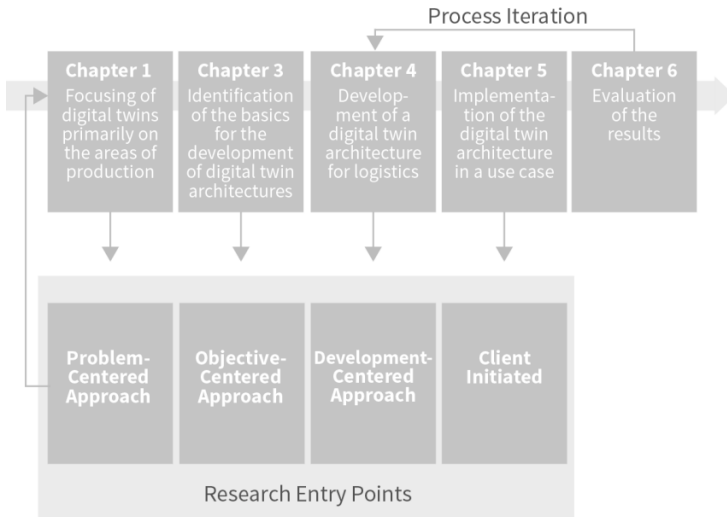 Process Iteration
Chapter 1
Focusing of
digital twins
primarily on
the areas of
production
Chapter 3
Identification
of the basics
for the
development
of digital twin
architectures
Chapter 4
Develop-
ment of a
digital twin
architecture
for logistics
Chapter 5
Implementa-
tion of the
digital twin
architecture
in a use case
Chapter 6
Evaluation
of the
results
Problem-
Centered
Approach
Objective-
Centered
Approach
Development-
Centered
Approach
Client
Initiated
Research Entry Points